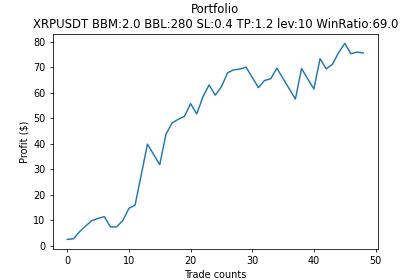 Portfolio
XRPUSDT BBM:2.0 BBL:280 SL:0.4 TP:1.2 lev:10 WinRatio:69.0
80
70
60
50
40
30
20
10
0
Profit ($)
0 10 20 30 40 50
Trade counts